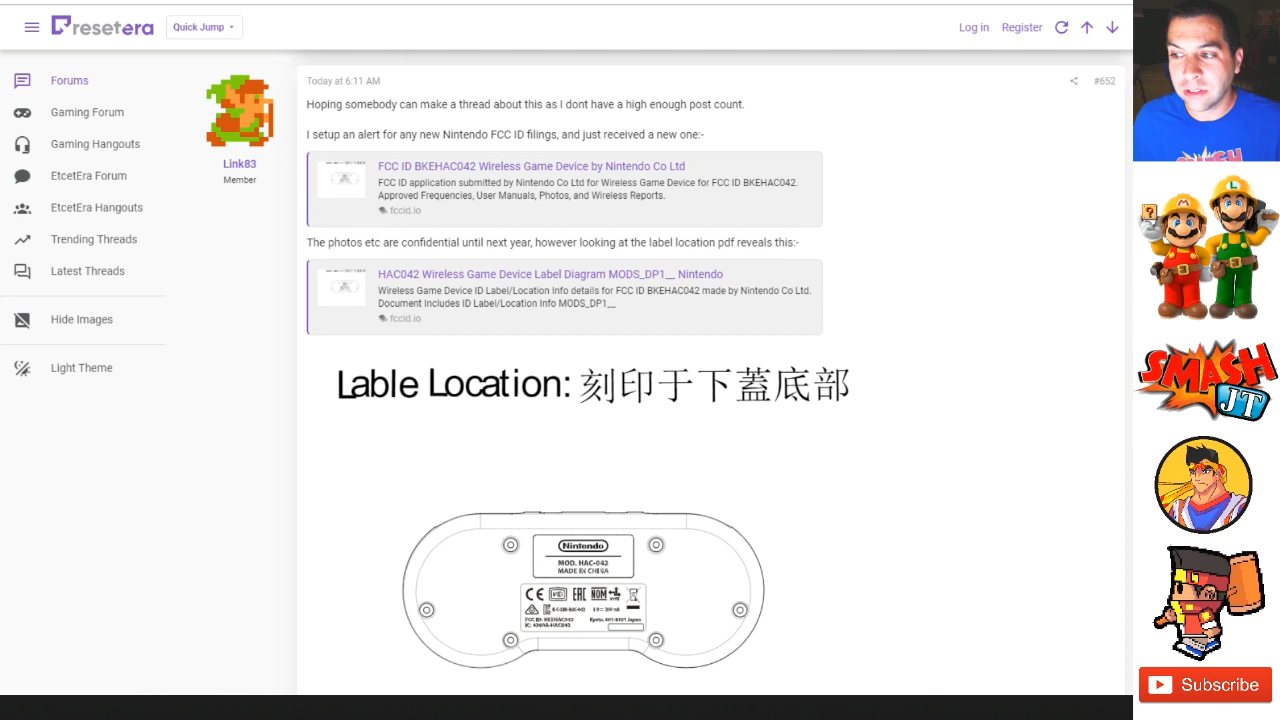 resetera
Quick Jump
Log in
Register
Forums
Gaming Forum
Gaming Hangouts
EtcetEra Forum
EtcetEra Hangouts
Trending Threads
Latest Threads
Hide Images
Light Theme
Link83
Member
Today at 6:11 AM
#652
Hoping somebody can make a thread about this as I dont have a high enough post count.
I setup an alert for any new Nintendo FCC ID filings, and just received a new one:-
FCC ID BKEHAC042 Wireless Game Device by Nintendo Co Ltd
FCC ID application submitted by Nintendo Co Ltd for Wireless Game Device for FCC ID BKEHAC042.
Approved Frequencies, User Manuals, Photos, and Wireless Reports.
fccid.io
The photos etc are confidential until next year, however looking at the label location pdf reveals this:-
HAC042 Wireless Game Device Label Diagram MODS_DP1__ Nintendo
Wireless Game Device ID Label/Location Info details for FCC ID BKEHAC042 made by Nintendo Co Ltd.
Document Includes ID Label/Location Info MODS_DP1__
fccid.io
Lable Location: 刻印于下蓋底部
Nintendo
MOD. HAC-042
MADE IN CHINA
CE
EAC
NOM
FCC ID: BKEHAC042
M
L
?
SMASH
JT
Subscribe